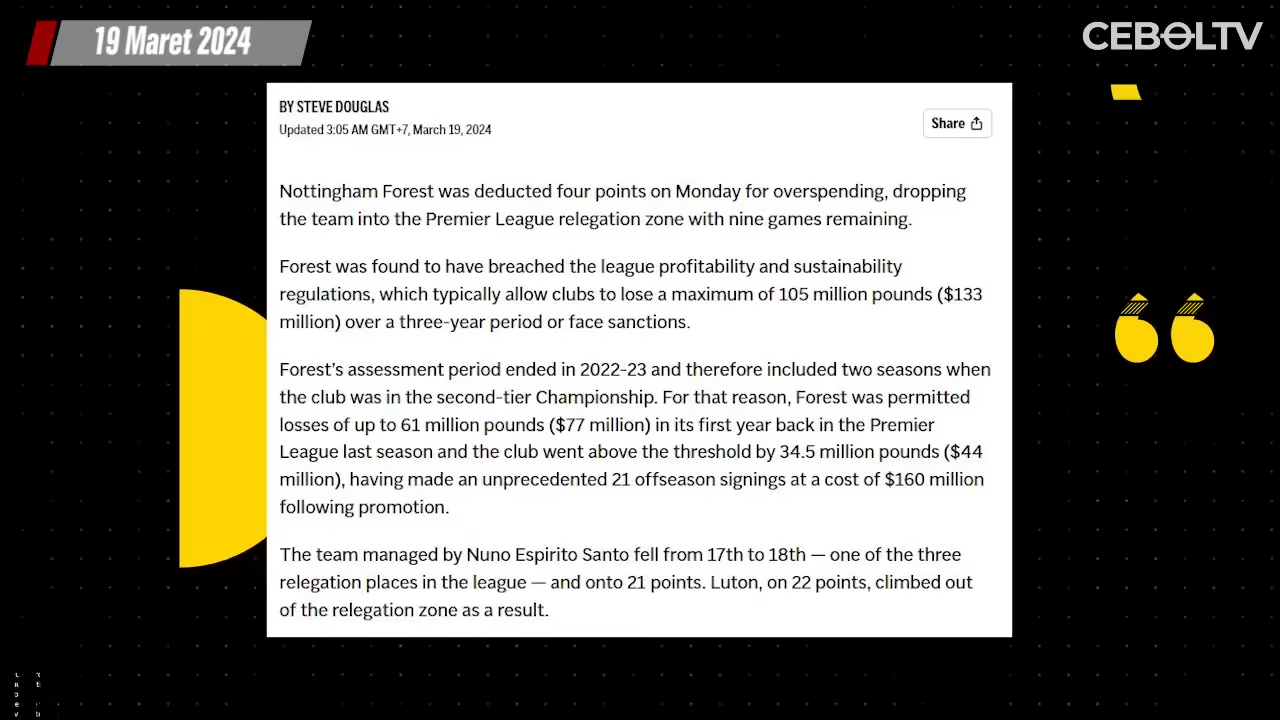 19 Maret 2024
CEBOLTV
BY STEVE DOUGLAS
Updated 3:05 AM GMT+7, March 19, 2024
Share
Nottingham Forest was deducted four points on Monday for overspending, dropping
the team into the Premier League relegation zone with nine games remaining.
Forest was found to have breached the league profitability and sustainability
regulations, which typically allow clubs to lose a maximum of 105 million pounds ($133
million) over a three-year period or face sanctions.
Forest’s assessment period ended in 2022-23 and therefore included two seasons when
the club was in the second-tier Championship. For that reason, Forest was permitted
losses of up to 61 million pounds ($77 million) in its first year back in the Premier
League last season and the club went above the threshold by 34.5 million pounds ($44
million), having made an unprecedented 21 offseason signings at a cost of $160 million
following promotion.
The team managed by Nuno Espirito Santo fell from 17th to 18th — one of the three
relegation places in the league — and onto 21 points. Luton, on 22 points, climbed out
of the relegation zone as a result.